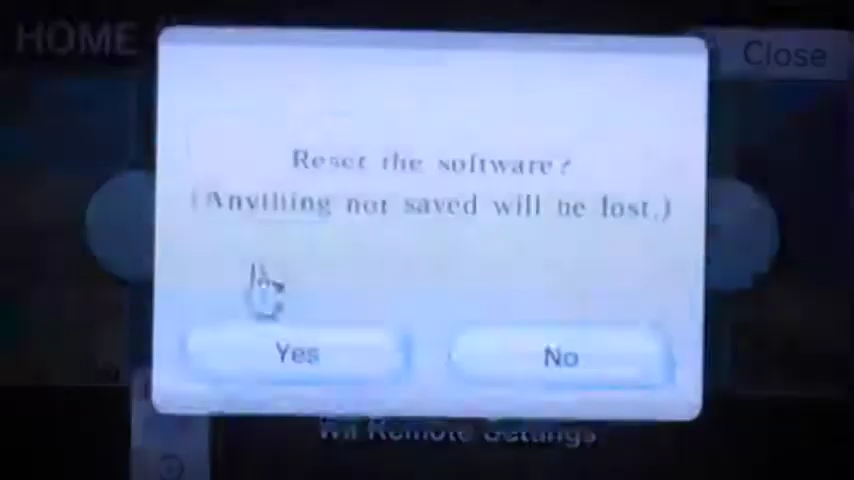 HOME
Close
Reset the software?
(Anything not saved will be lost.)
Yes
No
Wii Remote Settings